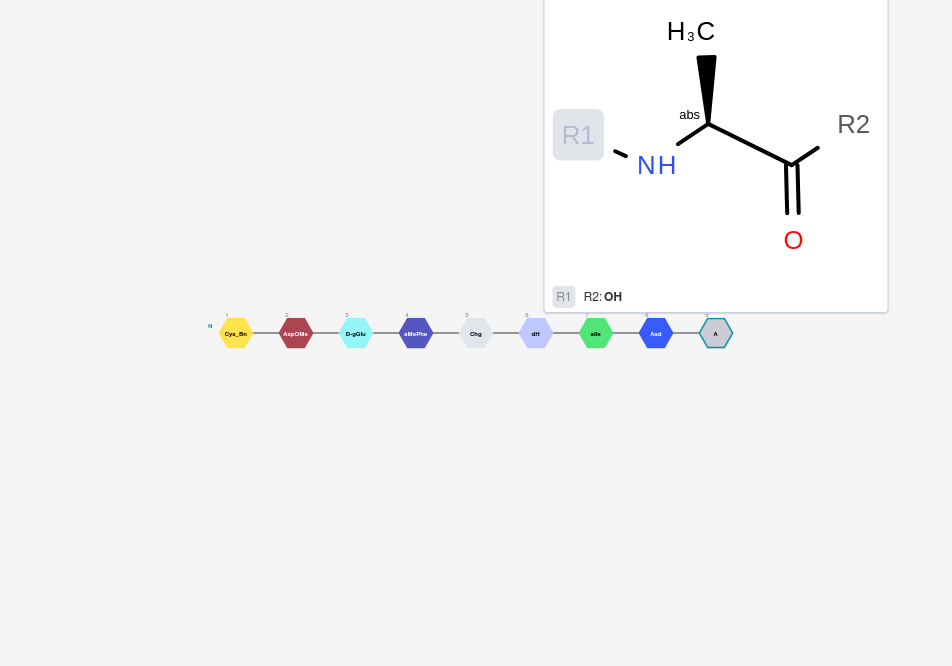 H₃C
abs
R1
R2
NH
O
R1 R2: OH
1 2 3 4 5 6 7 8 9
N Cys_Bn AspOMe D-gGlu aMePhe Chg dH aIle Asd A